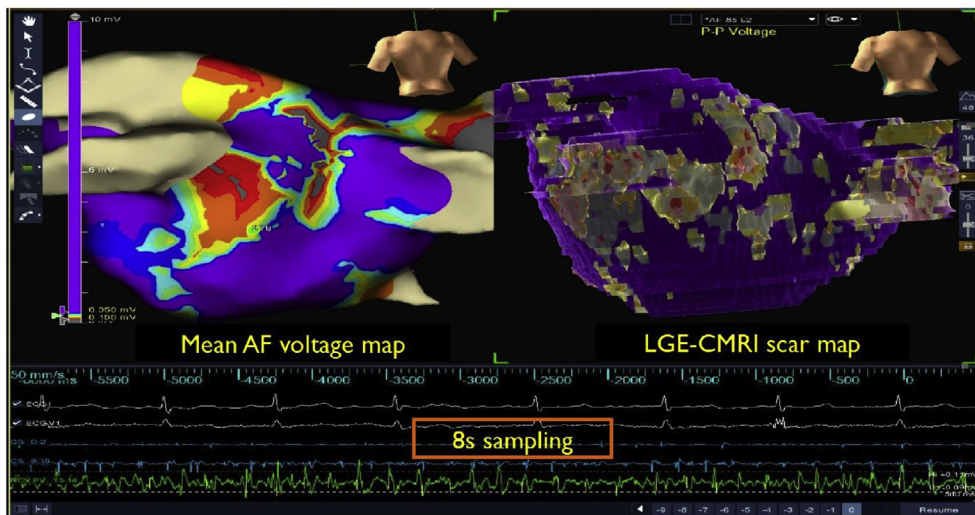 10 mV
6 mV
0.350 mV
0.100 mV
Mean AF voltage map
*AF 8s E2
P-P Voltage
LGE-CMRI scar map
50 mm/s
-5500
-5000
-4500
-4000
-3500
-3000
-2500
-2000
-1500
-1000
-500
0
ECG I
ECG V1
8s sampling
-9 -8 -7 -6 -5 -4 -3 -2 -1 0
Resume